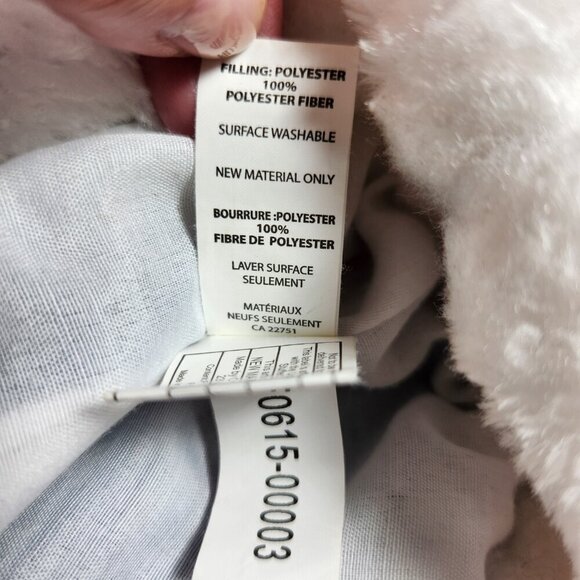 FILLING: POLYESTER
100%
POLYESTER FIBER
SURFACE WASHABLE
NEW MATERIAL ONLY
BOURRURE :POLYESTER
100%
FIBRE DE POLYESTER
LAVER SURFACE
SEULEMENT
MATÉRIAUX
NEUFS SEULEMENT
CA 22751
0615-00003